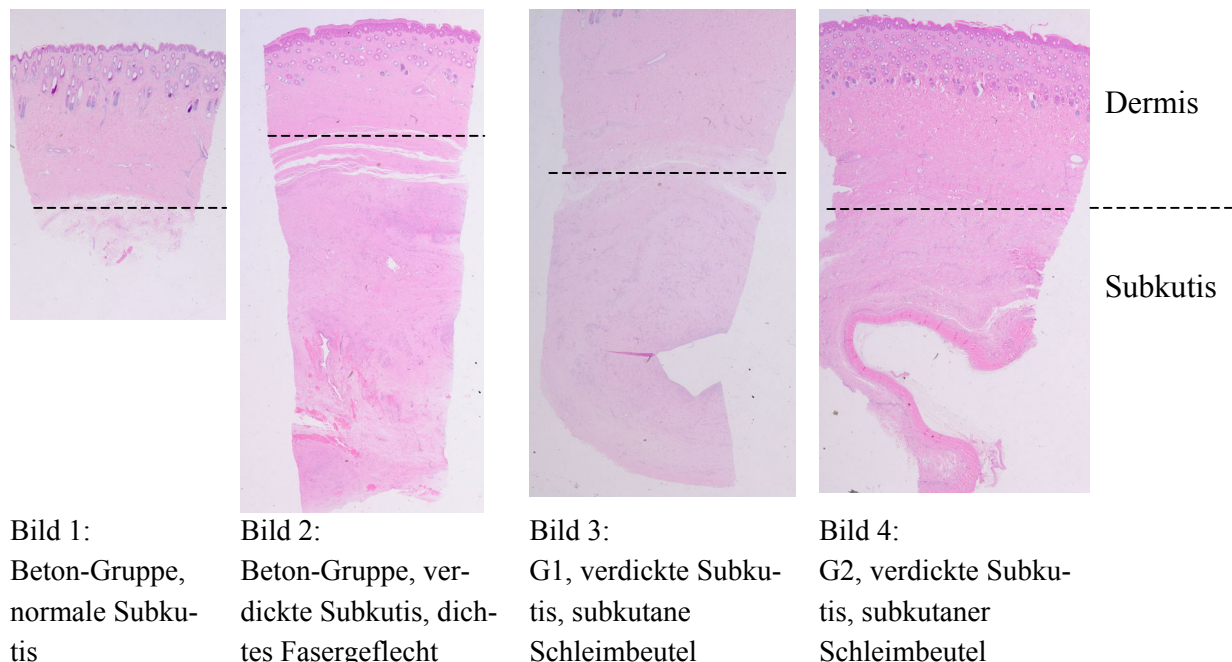 Dermis
Subkutis
Bild 1:
Beton-Gruppe,
normale Subku-
tis
Bild 2:
Beton-Gruppe, ver-
dickte Subkutis, dich-
tes Fasergeflecht
Bild 3:
G1, verdickte Subku-
tis, subkutane
Schleimbeutel
Bild 4:
G2, verdickte Subku-
tis, subkutaner
Schleimbeutel